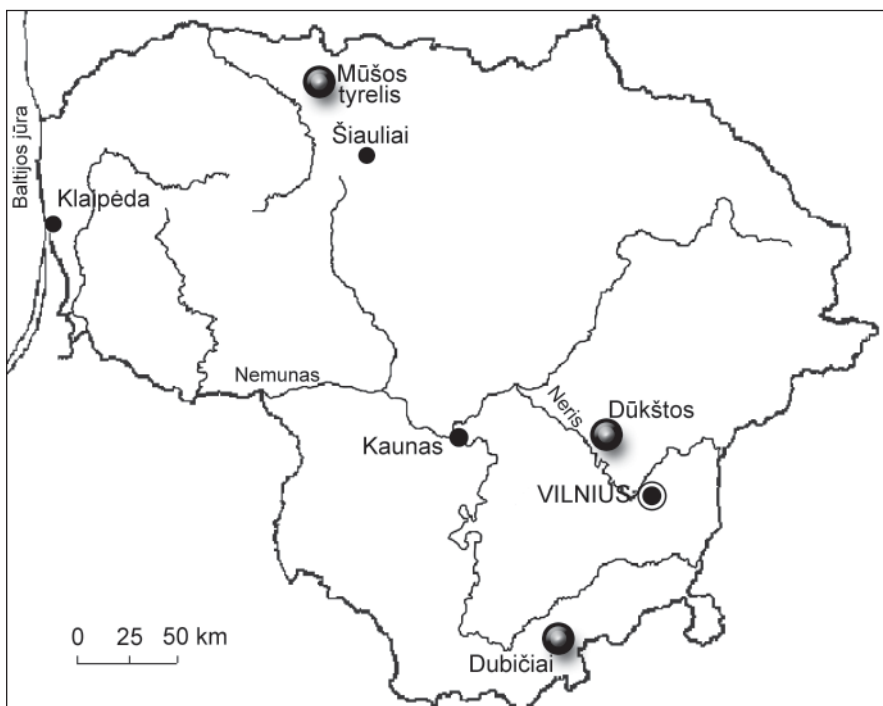 Mūšos
tyrelis
Šiauliai
Baltijos jūra
Klaipėda
Nemunas
Neris
Dūkštos
Kaunas
VILNIUS
0 25 50 km
Dubičiai